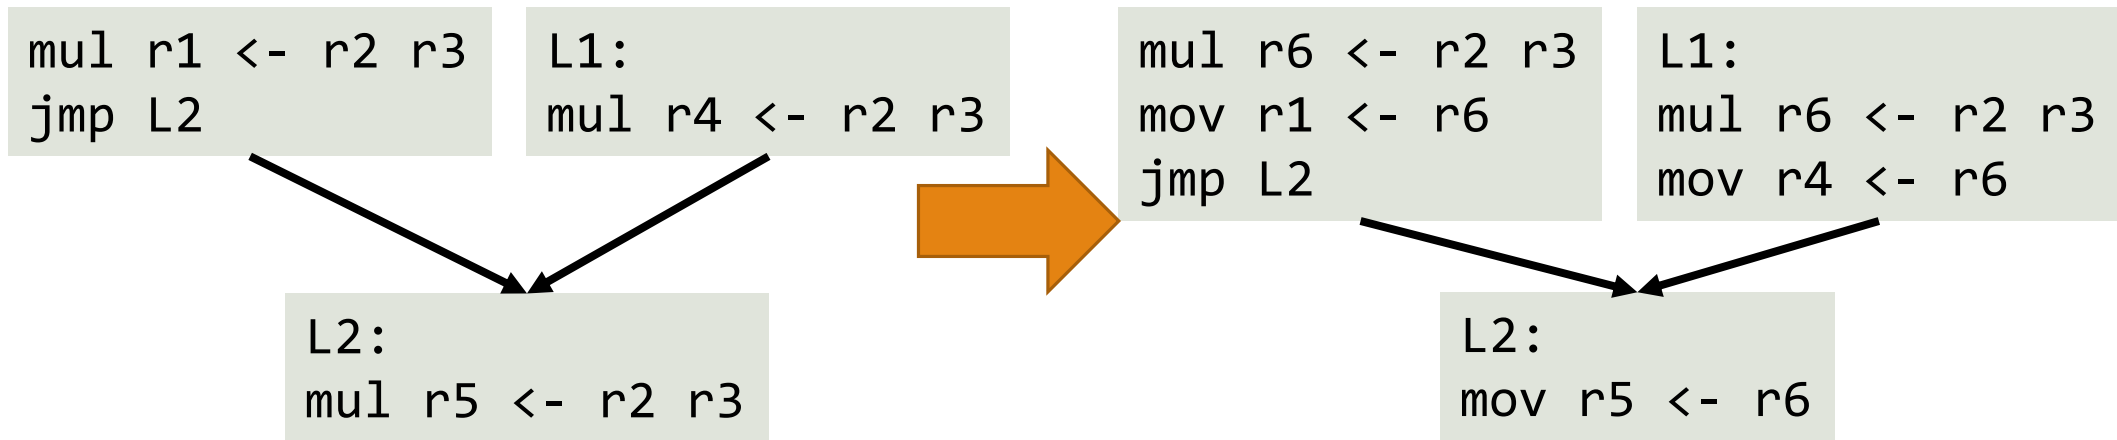 mul r1 <- r2 r3
jmp L2
L1:
mul r4 <- r2 r3
L2:
mul r5 <- r2 r3
mul r6 <- r2 r3
mov r1 <- r6
jmp L2
L1:
mul r6 <- r2 r3
mov r4 <- r6
L2:
mov r5 <- r6